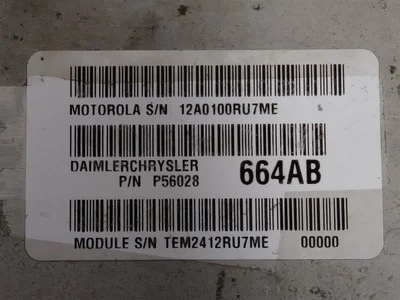 MOTOROLA S/N 12A0100RU7ME
DAIMLERCHRYSLER
P/N P56028 664AB
MODULE S/N TEM2412RU7ME 00000